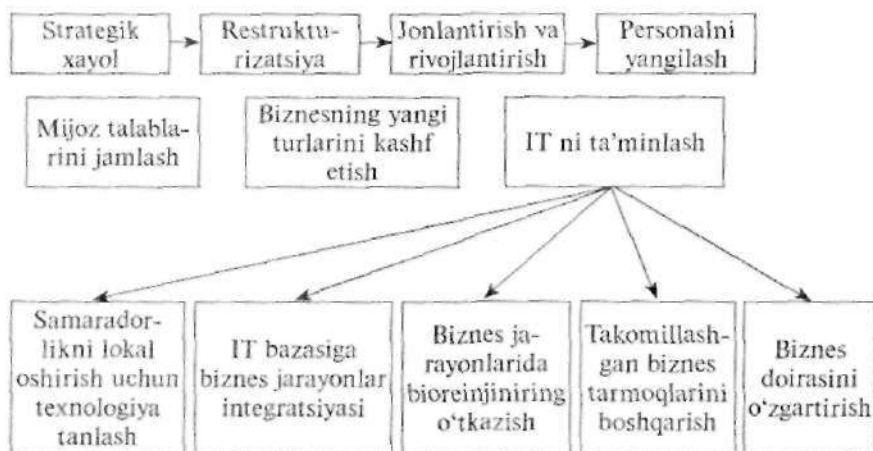 Strategik
xayol
Restruktu-
rizatsiya
Jonlantirish va
rivojlantirish
Personalni
yangilash
Mijoz talabla-
rini jamlash
Biznesning yangi
turlarini kashf
etish
IT ni ta’minlash
Samarador-
likni lokal
oshirish uchun
texnologiya
tanlash
IT bazasiga
biznes jarayonlar
integratsiyasi
Biznes ja-
rayonlarida
bioreinjiniring
o‘tkazish
Takomillash-
gan biznes
tarmoqlarini
boshqarish
Biznes
doirasini
o’zgartirish